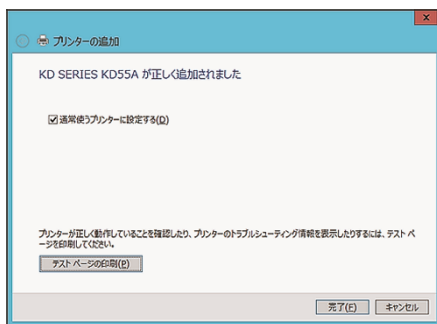 プリンターの追加
KD SERIES KD55A が正しく追加されました
通常使うプリンターに設定する(D)
プリンターが正しく動作していることを確認したり、プリンターのトラブルシューティング情報を表示したりするには、テスト ペ
ージを印刷してください。
テスト ページの印刷(P)
完了(F) キャンセル